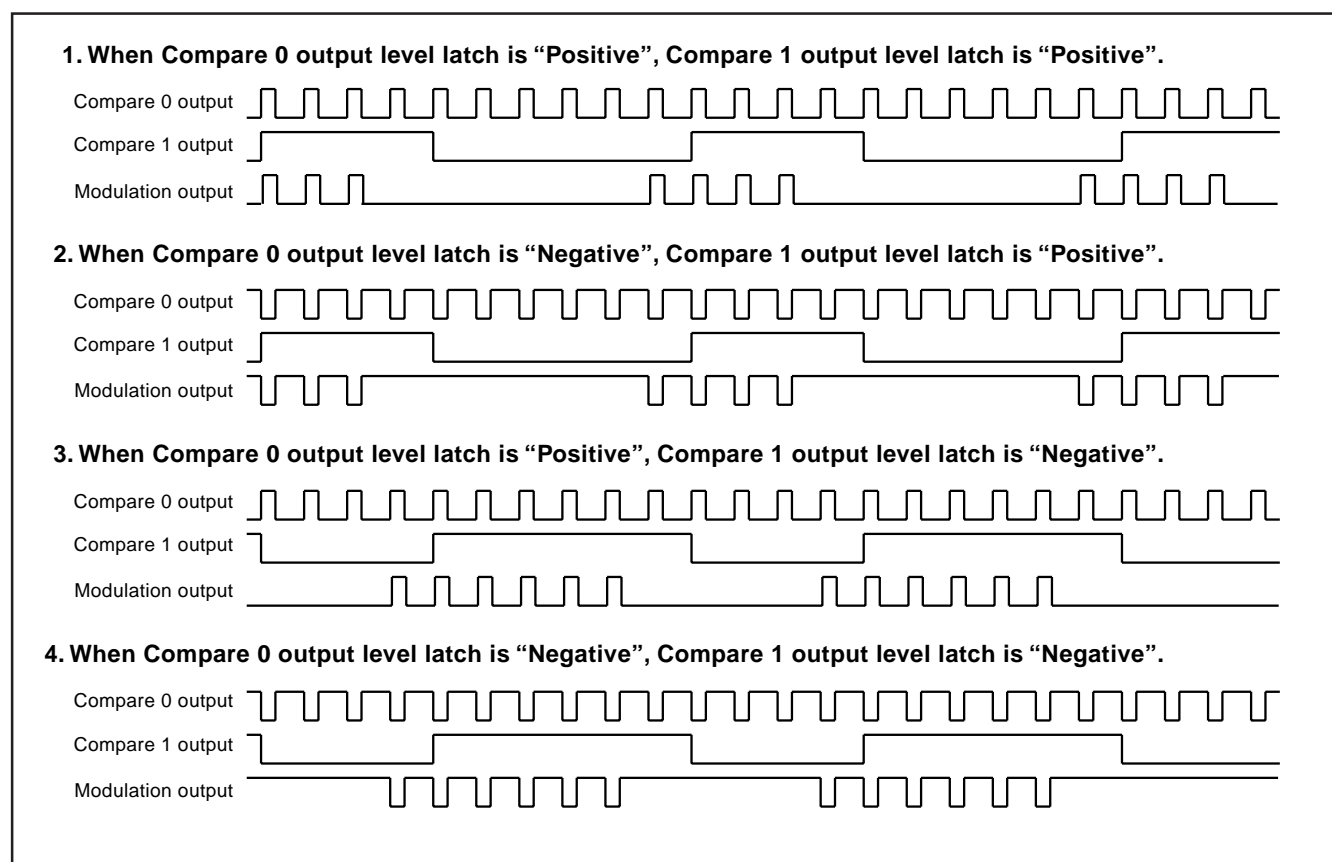 1. When Compare 0 output level latch is “Positive”, Compare 1 output level latch is “Positive”.
Compare 0 output
Compare 1 output
Modulation output
2. When Compare 0 output level latch is “Negative”, Compare 1 output level latch is “Positive”.
Compare 0 output
Compare 1 output
Modulation output
3. When Compare 0 output level latch is “Positive”, Compare 1 output level latch is “Negative”.
Compare 0 output
Compare 1 output
Modulation output
4. When Compare 0 output level latch is “Negative”, Compare 1 output level latch is “Negative”.
Compare 0 output
Compare 1 output
Modulation output